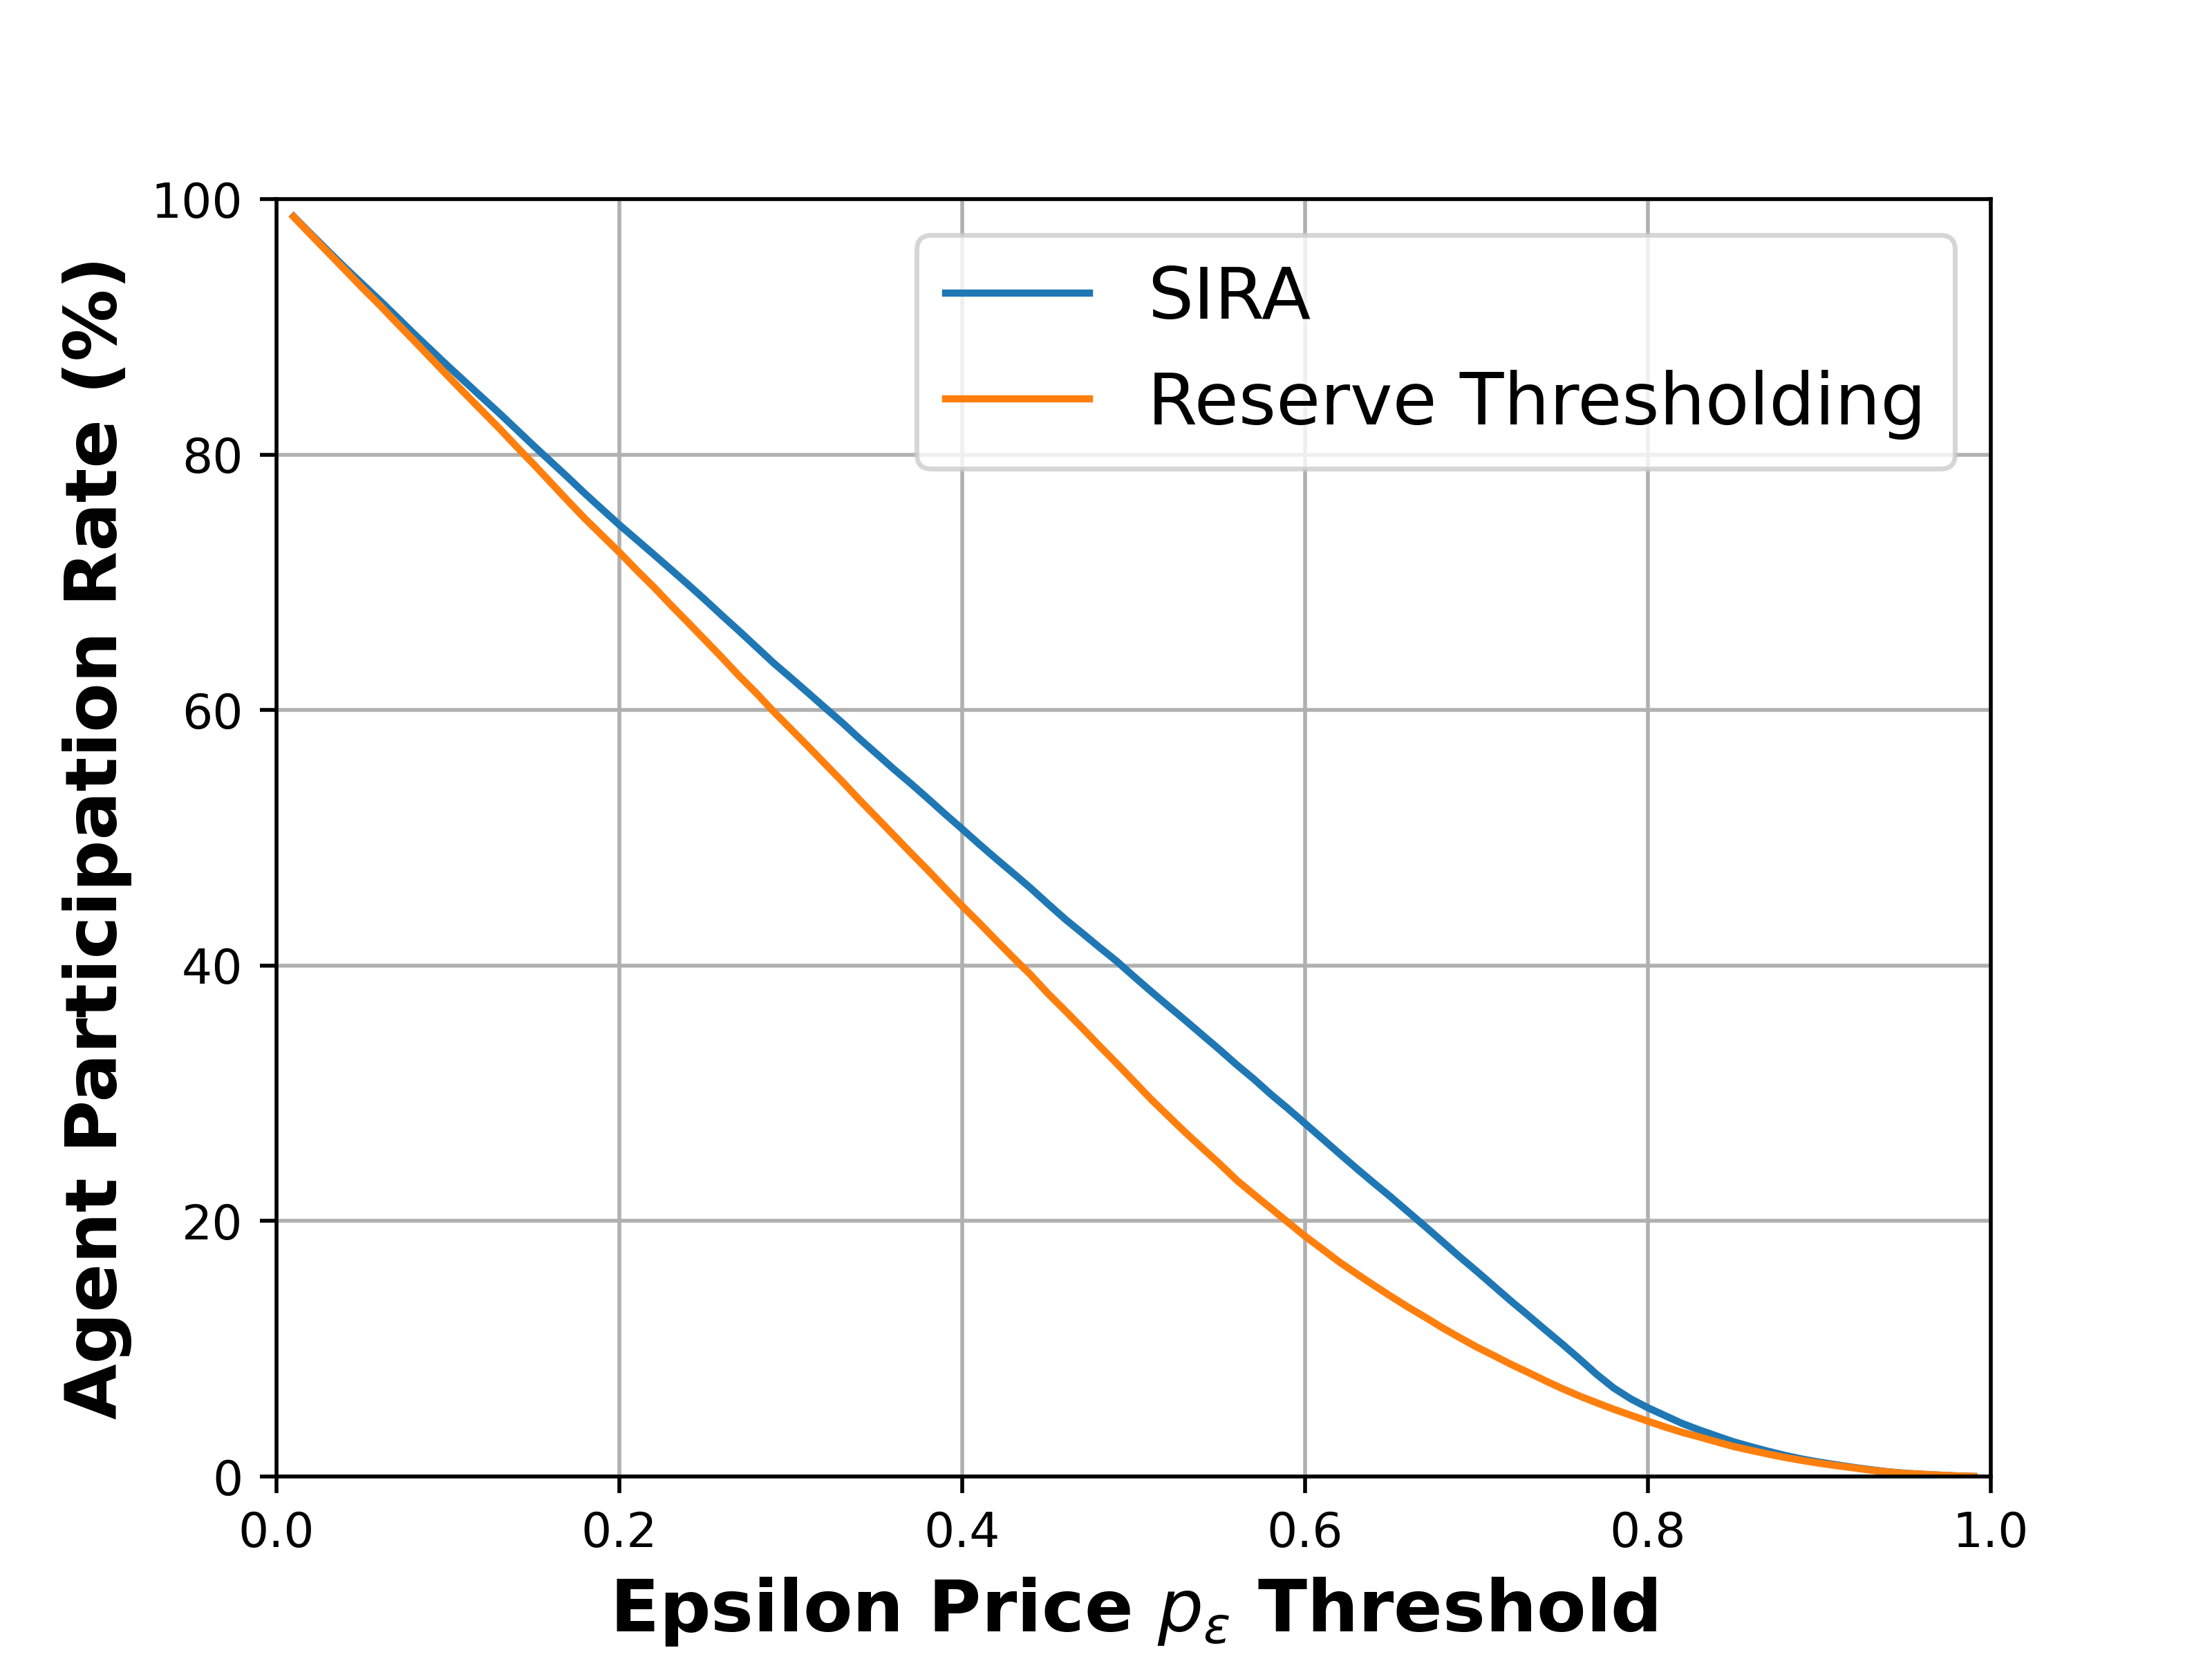 100
80
60
40
20
0
Agent Participation Rate (%)
SIRA
Reserve Thresholding
0.0 0.2 0.4 0.6 0.8 1.0
Epsilon Price pε Threshold